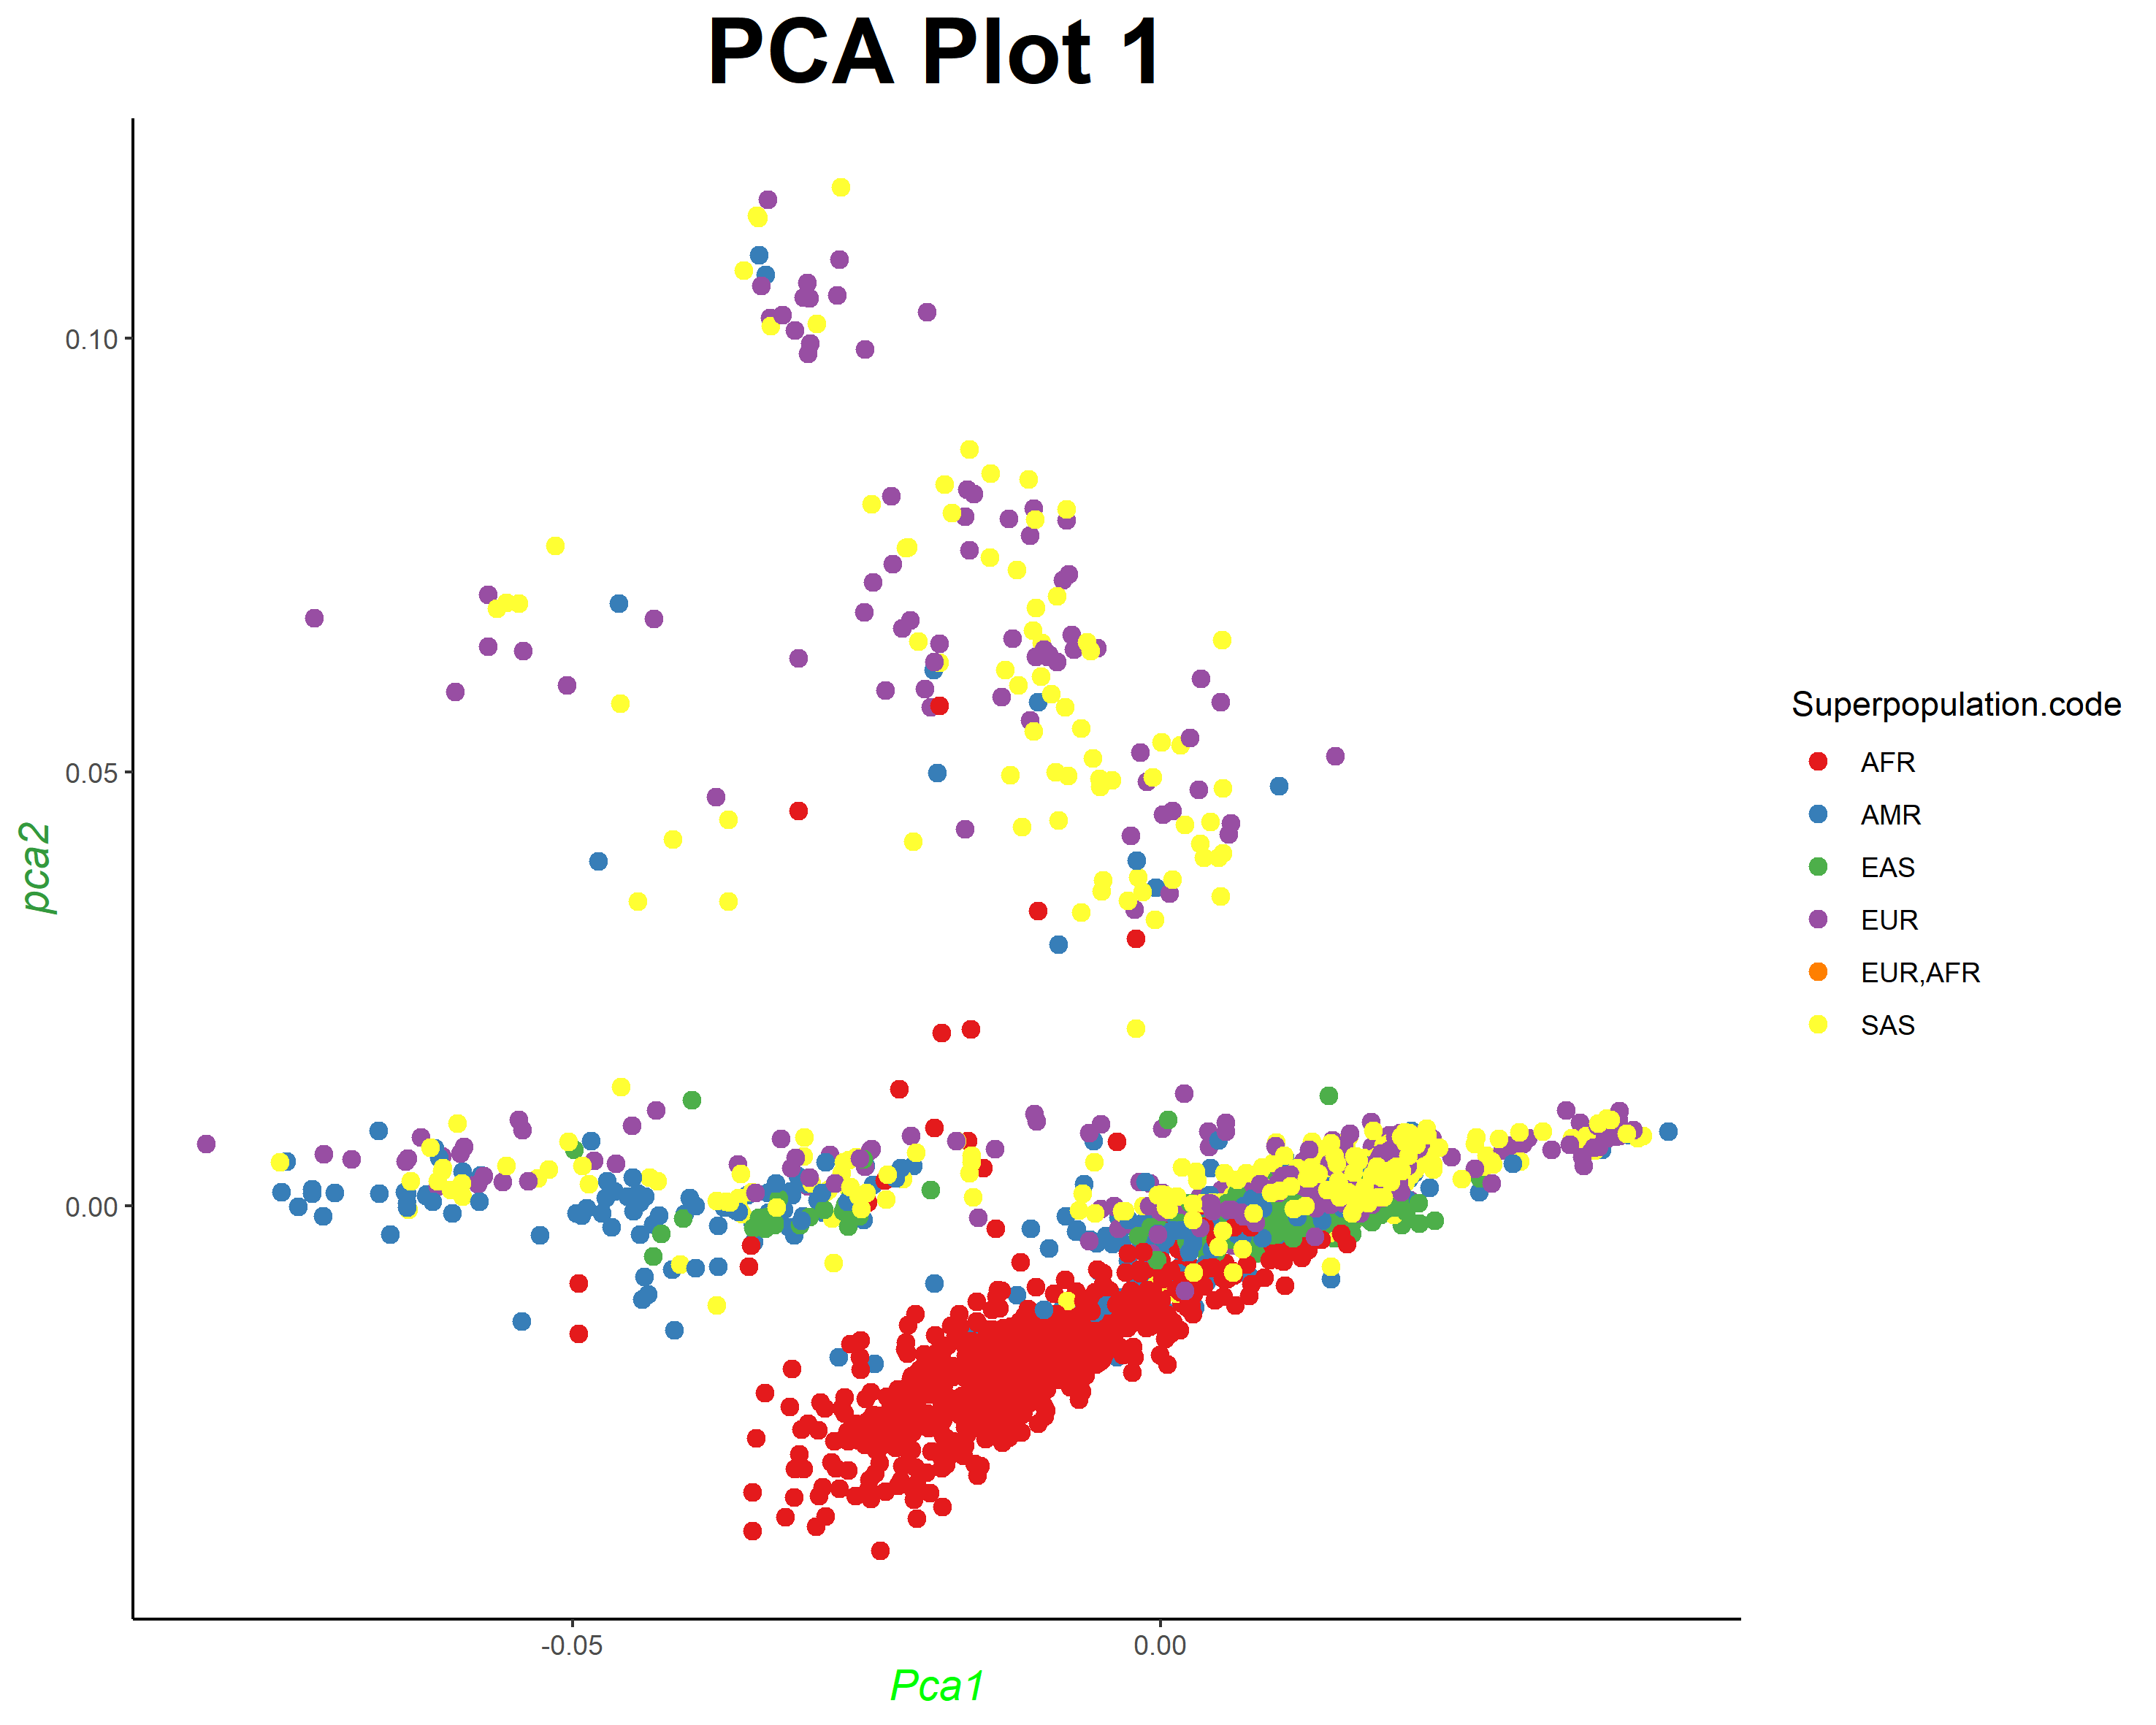 PCA Plot 1
0.10
0.05
0.00
pca2
-0.05
0.00
Pca1
Superpopulation.code
AFR
AMR
EAS
EUR
EUR,AFR
SAS